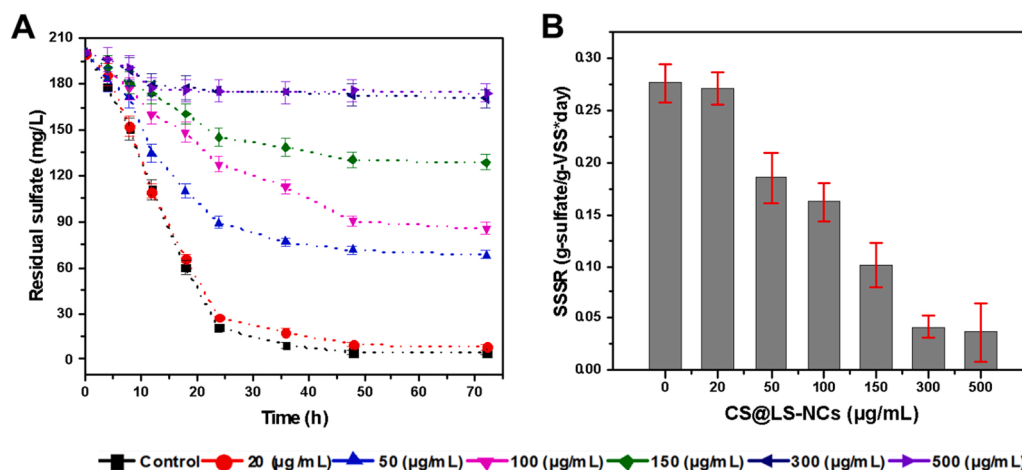 A
B
Residual sulfate (mg/L)
210
180
150
120
90
60
30
0
0 10 20 30 40 50 60 70
Time (h)
SSSR (g-sulfate/g-VSS*day)
0.30
0.25
0.20
0.15
0.10
0.05
0.00
0 20 50 100 150 300 500
CS@LS-NCs (µg/mL)
Control 20 (µg/mL) 50 (µg/mL) 100 (µg/mL) 150 (µg/mL) 300 (µg/mL) 500 (µg/mL)